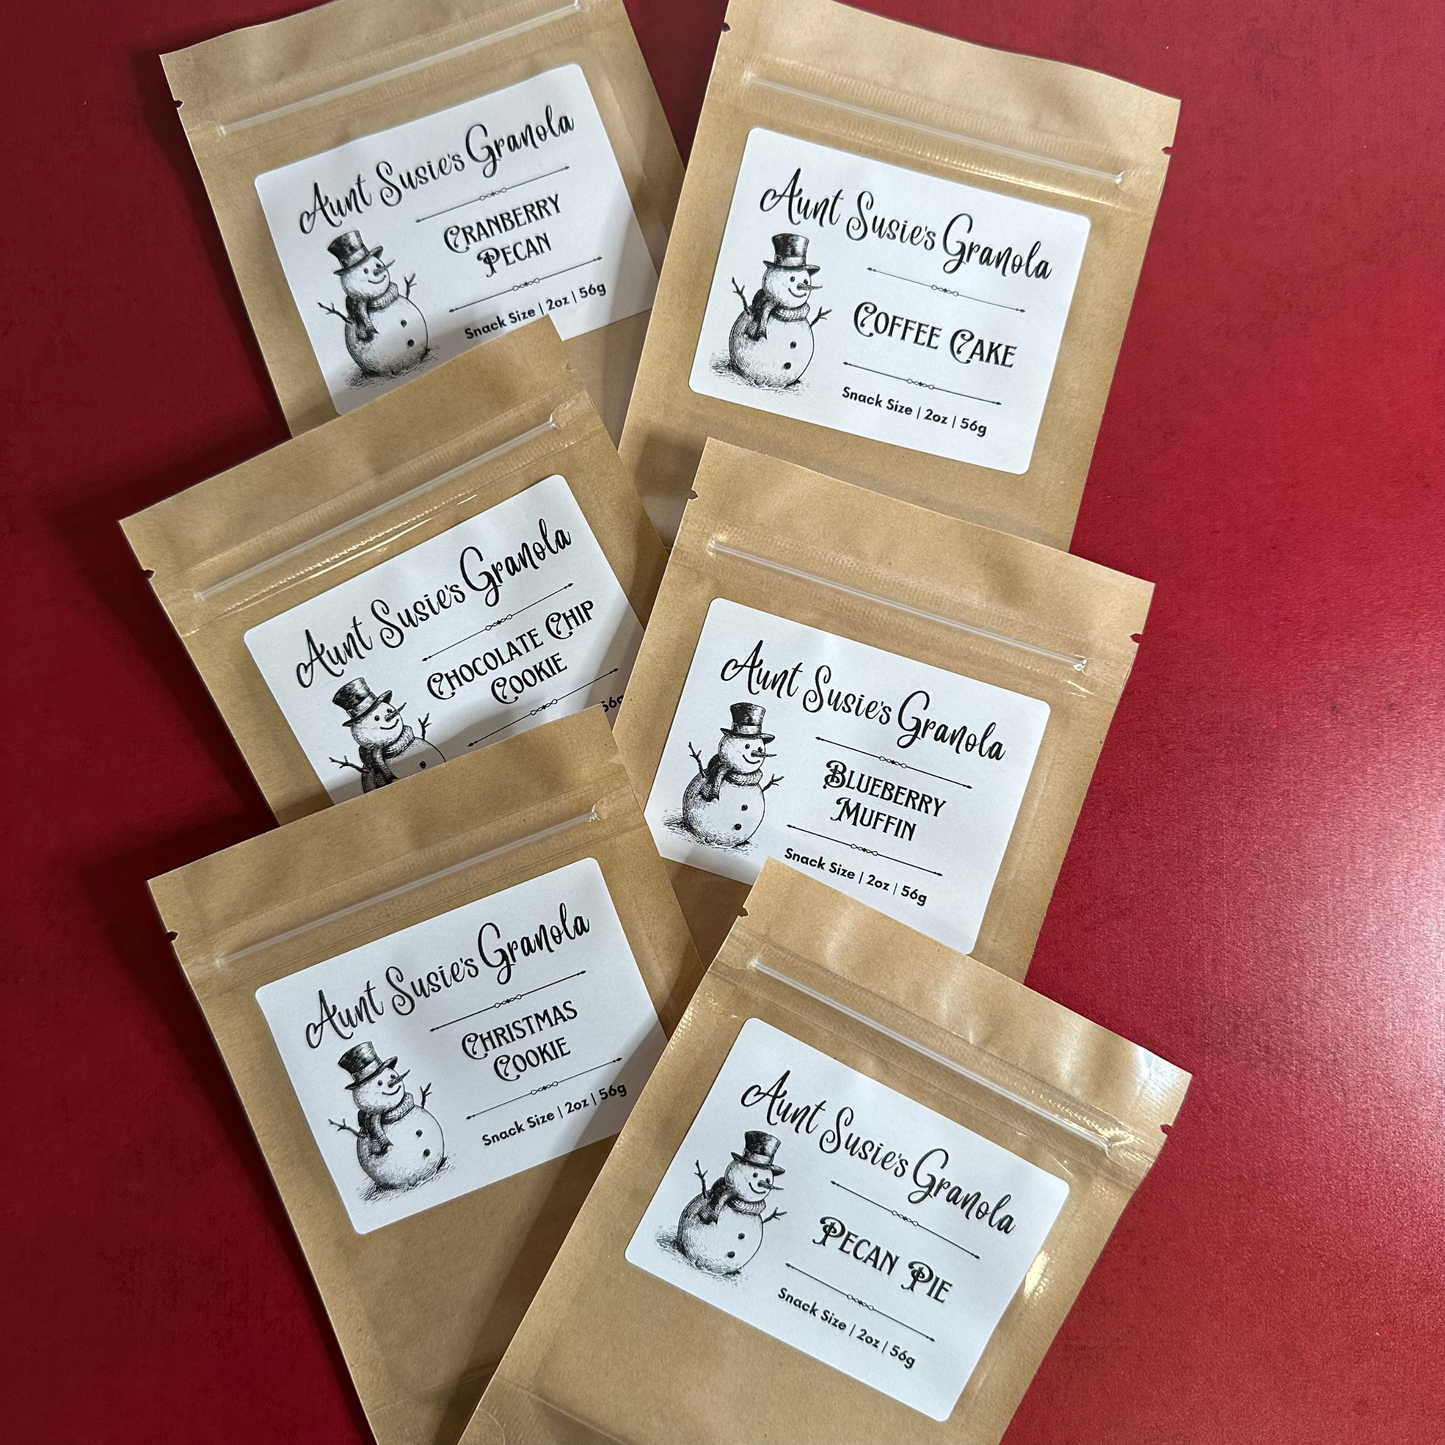 Aunt Susie's Granola
Cranberry
Pecan
Snack Size | 2oz | 56g
Aunt Susie's Granola
Coffee Cake
Snack Size | 2oz | 56g
Aunt Susie's Granola
Chocolate Chip
Cookie
56g
Aunt Susie's Granola
Blueberry
Muffin
Snack Size | 2oz | 56g
Aunt Susie's Granola
Christmas
Cookie
Snack Size | 2oz | 56g
Aunt Susie's Granola
Pecan Pie
Snack Size | 2oz | 56g